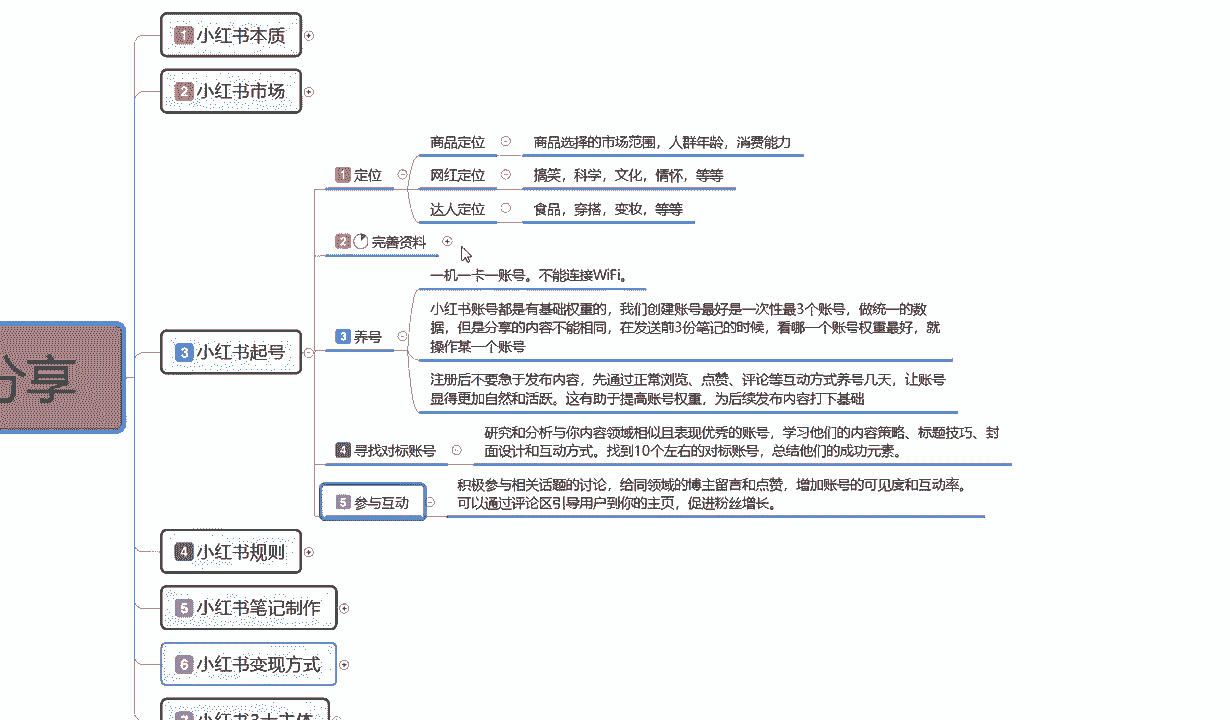 1 小红书本质
2 小红书市场
商品定位
商品选择的市场范围，人群年龄，消费能力
1 定位
网红定位
搞笑，科学，文化，情怀，等等
达人定位
食品，穿搭，变妆，等等
2 完善资料
一机一卡一账号。不能连接WiFi。
小红书账号都是有基础权重的，我们创建账号最好是一次性最3个账号，做统一的数
据，但是分享的内容不能相同，在发送前3份笔记的时候，看哪一个账号权重最好，就
操作某一个账号
3 养号
3 小红书起号
注册后不要急于发布内容，先通过正常浏览、点赞、评论等互动方式养号几天，让账号
显得更加自然和活跃。这有助于提高账号权重，为后续发布内容打下基础
分享
4 寻找对标账号
研究和分析与你内容领域相似且表现优秀的账号，学习他们的内容策略、标题技巧、封
面设计和互动方式。找到10个左右的对标账号，总结他们的成功元素。
5 参与互动
积极参与相关话题的讨论，给同领域的博主留言和点赞，增加账号的可见度和互动率。
可以通过评论区引导用户到你的主页，促进粉丝增长。
4 小红书规则
5 小红书笔记制作
6 小红书变现方式
7 小红书3大主体